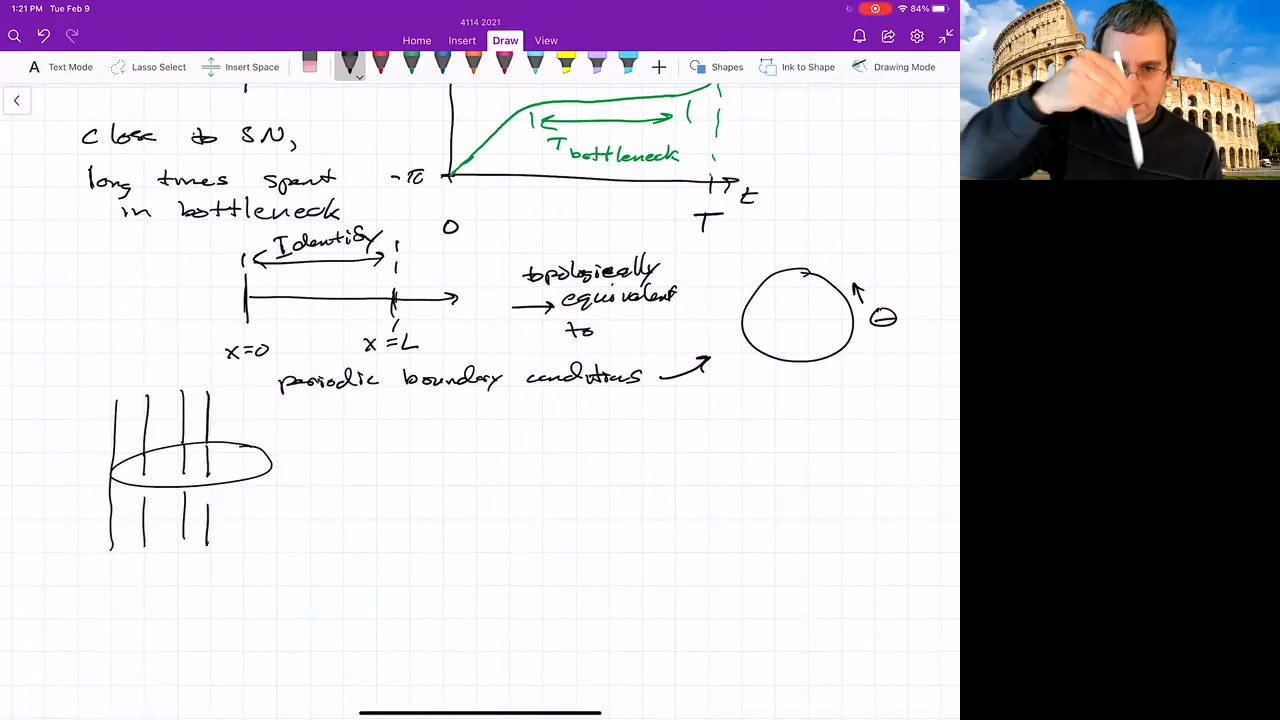 1:21 PM Tue Feb 9
84%
4114 2021
Home Insert Draw View
Text Mode Lasso Select Insert Space Shapes Ink to Shape Drawing Mode
close to SN,
long times spent
in bottleneck
T bottleneck
-π
t
0
T
Identify
x=0
x=L
topologically
→ equivalent
to
θ
periodic boundary conditions